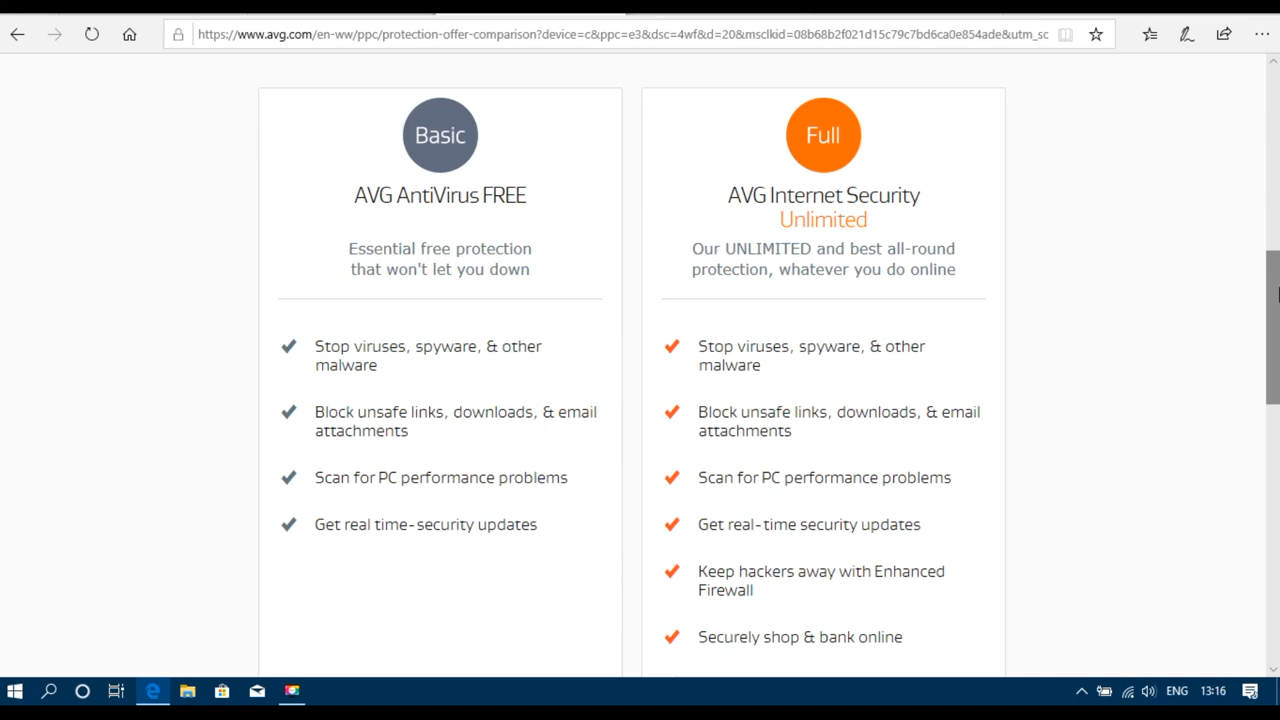 https://www.avg.com/en-ww/ppc/protection-offer-comparison?device=c&ppc=e3&dsc=4wf&d=20&msclkid=08b68b2f021d15c79c7bd6ca0e854ade&utm_sc
Basic
AVG AntiVirus FREE
Essential free protection
that won't let you down
Stop viruses, spyware, & other
malware
Block unsafe links, downloads, & email
attachments
Scan for PC performance problems
Get real time-security updates
Full
AVG Internet Security
Unlimited
Our UNLIMITED and best all-round
protection, whatever you do online
Stop viruses, spyware, & other
malware
Block unsafe links, downloads, & email
attachments
Scan for PC performance problems
Get real-time security updates
Keep hackers away with Enhanced
Firewall
Securely shop & bank online
ENG
13:16